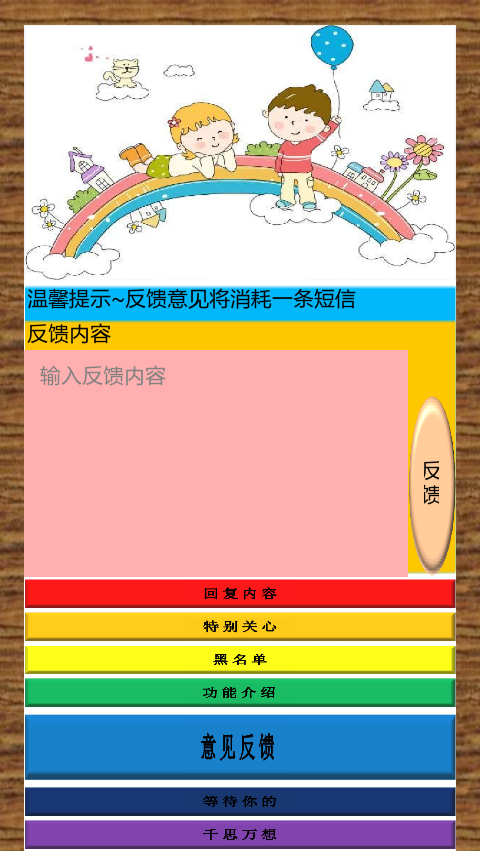 温馨提示~反馈意见将消耗一条短信
反馈内容
输入反馈内容
反馈
回复内容
特别关心
黑名单
功能介绍
意见反馈
等待你的
千思万想